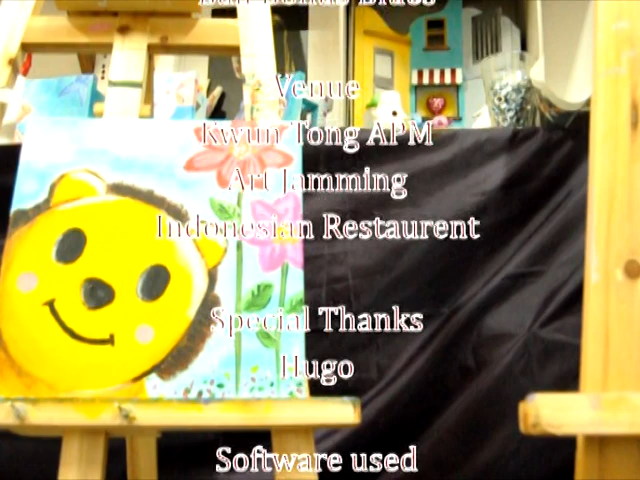 Venue
Kwun Tong APM
Art Jamming
Indonesian Restaurent
Special Thanks
Hugo
Software used